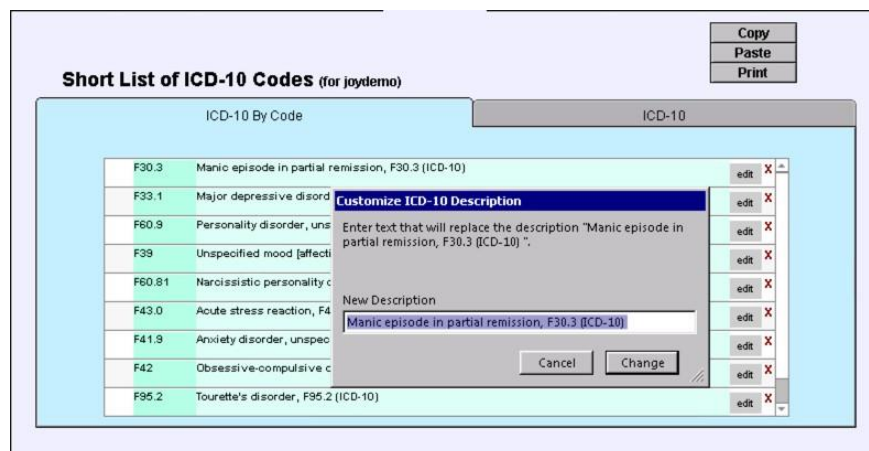 Copy
Paste
Print
Short List of ICD-10 Codes (for joydemo)
ICD-10 By Code
ICD-10
F30.3 Manic episode in partial remission, F30.3 (ICD-10) edit X
F33.1 Major depressive disord edit X
F60.9 Personality disorder, uns edit X
F39 Unspecified mood [affecti edit X
F60.81 Narcissistic personality edit X
F43.0 Acute stress reaction, F4 edit X
F41.9 Anxiety disorder, unspec edit X
F42 Obsessive-compulsive edit X
F95.2 Tourette's disorder, F95.2 (ICD-10) edit X
Customize ICD-10 Description
Enter text that will replace the description "Manic episode in
partial remission, F30.3 (ICD-10) ".
New Description
Manic episode in partial remission, F30.3 (ICD-10)
Cancel Change